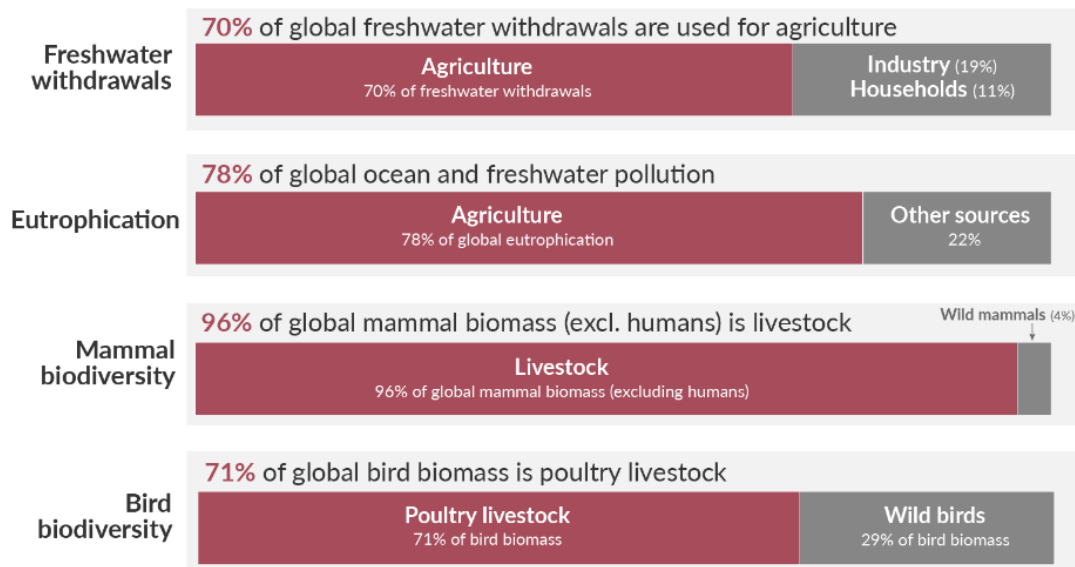 70% of global freshwater withdrawals are used for agriculture
Freshwater
withdrawals
Agriculture
70% of freshwater withdrawals
Industry (19%)
Households (11%)
78% of global ocean and freshwater pollution
Eutrophication
Agriculture
78% of global eutrophication
Other sources
22%
96% of global mammal biomass (excl. humans) is livestock
Wild mammals (4%)
Mammal
biodiversity
Livestock
96% of global mammal biomass (excluding humans)
71% of global bird biomass is poultry livestock
Bird
biodiversity
Poultry livestock
71% of bird biomass
Wild birds
29% of bird biomass